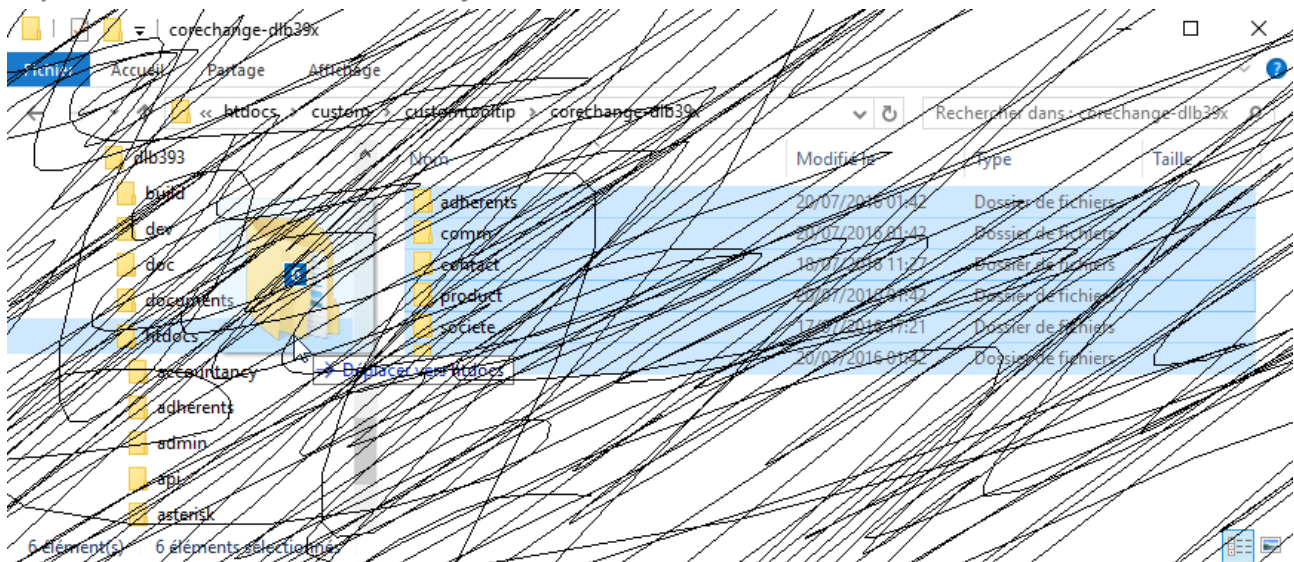 corechange-dlb39x
Fichier Accueil Partage Affichage
« htdocs > custom > customtooltip > corechange-dlb39x Rechercher dans : corechange-dlb39x
dlb393 Nom Modifié le Type Taille
build adherents 20/07/2016 01:42 Dossier de fichiers
dev comm 20/07/2016 01:42 Dossier de fichiers
doc contact 18/07/2016 11:27 Dossier de fichiers
documents product 20/07/2016 01:42 Dossier de fichiers
htdocs 6 societe 17/07/2016 17:21 Dossier de fichiers
20/07/2016 01:42 Dossier de fichiers
accountancy Déplacer vers htdocs
adherents
admin
api
asterisk
6 élément(s) 6 éléments sélectionnés